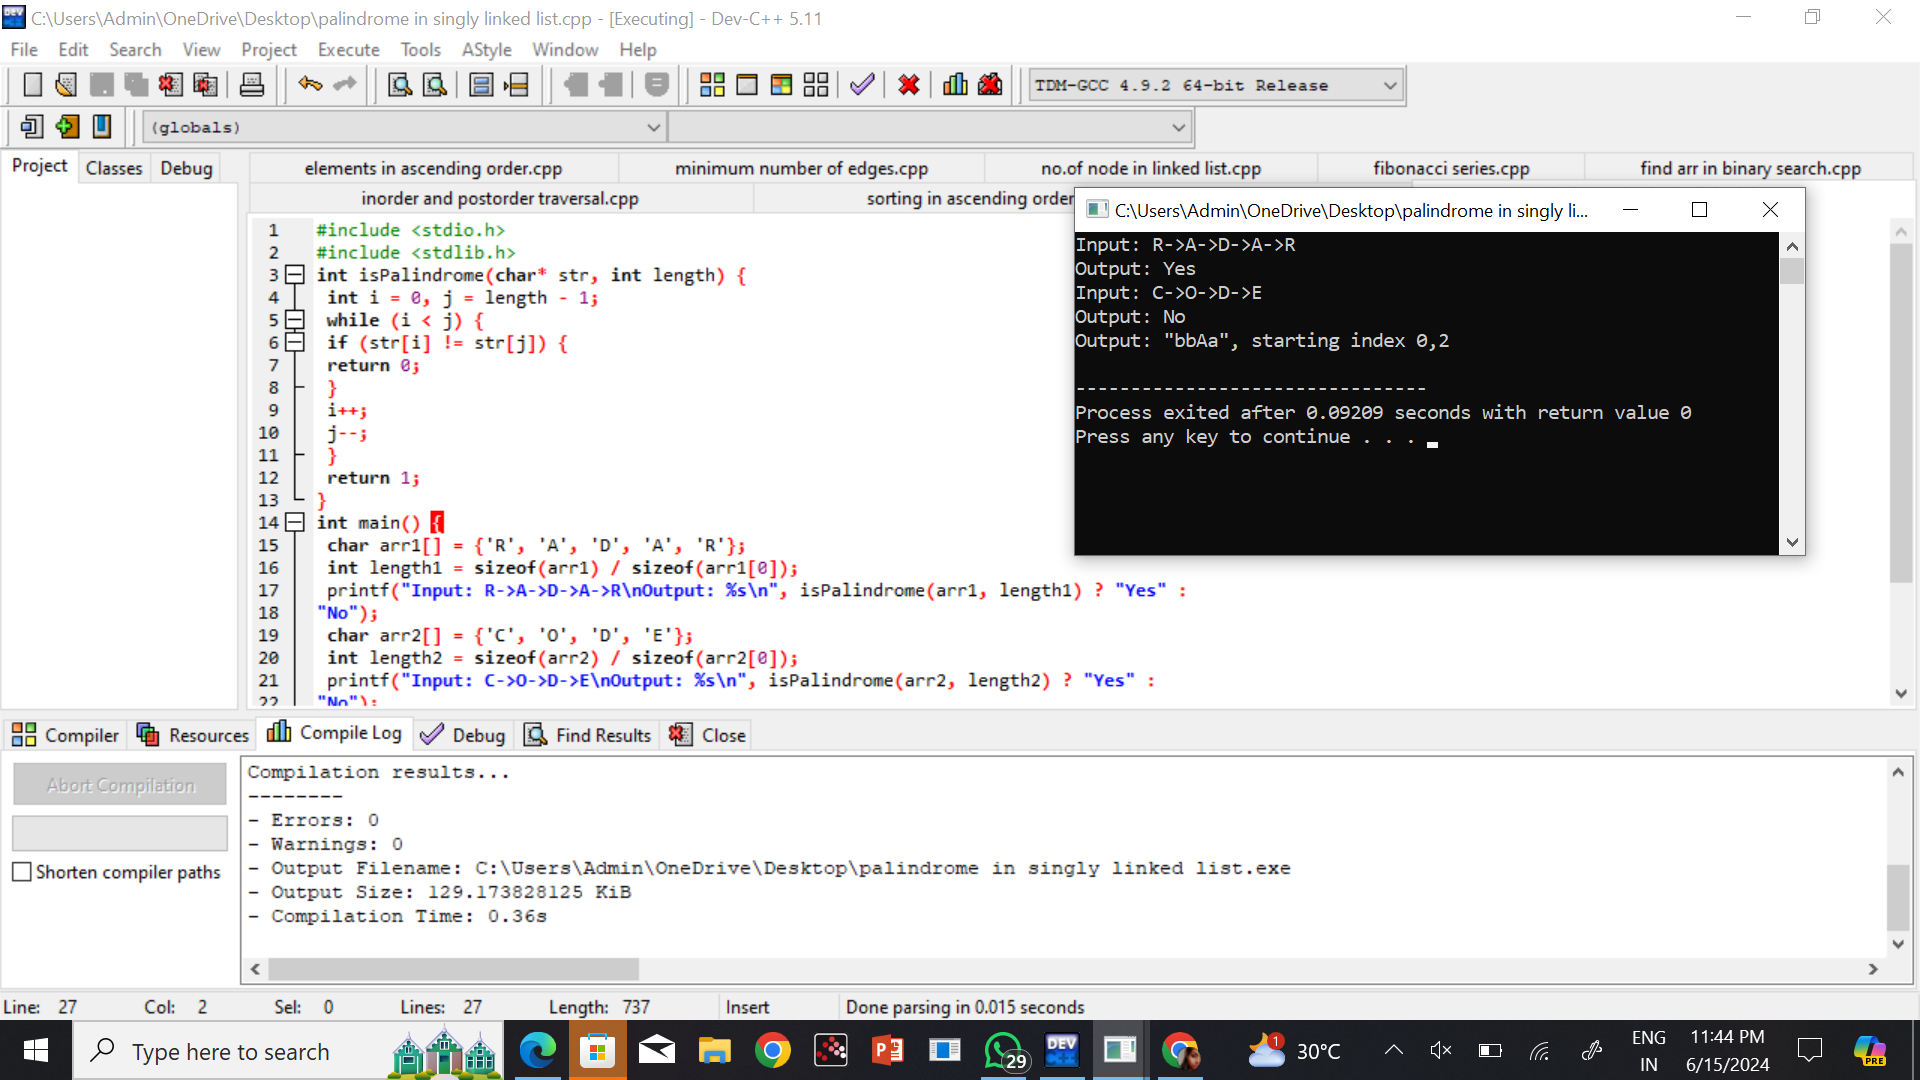 C:\Users\Admin\OneDrive\Desktop\palindrome in singly linked list.cpp - [Executing] - Dev-C++ 5.11
File Edit Search View Project Execute Tools AStyle Window Help
TDM-GCC 4.9.2 64-bit Release
(globals)
Project Classes Debug
elements in ascending order.cpp minimum number of edges.cpp no.of node in linked list.cpp fibonacci series.cpp find arr in binary search.cpp
inorder and postorder traversal.cpp sorting in ascending order
1 #include <stdio.h>
2 #include <stdlib.h>
3 int isPalindrome(char* str, int length) {
4 int i = 0, j = length - 1;
5 while (i < j) {
6 if (str[i] != str[j]) {
7 return 0;
8 }
9 i++;
10 j--;
11 }
12 return 1;
13 }
14 int main() {
15 char arr1[] = {'R', 'A', 'D', 'A', 'R'};
16 int length1 = sizeof(arr1) / sizeof(arr1[0]);
17 printf("Input: R->A->D->A->R\nOutput: %s\n", isPalindrome(arr1, length1) ? "Yes" :
18 "No");
19 char arr2[] = {'C', 'O', 'D', 'E'};
20 int length2 = sizeof(arr2) / sizeof(arr2[0]);
21 printf("Input: C->O->D->E\nOutput: %s\n", isPalindrome(arr2, length2) ? "Yes" :
22 "No");
C:\Users\Admin\OneDrive\Desktop\palindrome in singly li...
Input: R->A->D->A->R
Output: Yes
Input: C->O->D->E
Output: No
Output: "bbAa", starting index 0,2
--------------------------------
Process exited after 0.09209 seconds with return value 0
Press any key to continue . . .
Compiler Resources Compile Log Debug Find Results Close
Abort Compilation
Shorten compiler paths
Compilation results...
--------
- Errors: 0
- Warnings: 0
- Output Filename: C:\Users\Admin\OneDrive\Desktop\palindrome in singly linked list.exe
- Output Size: 129.173828125 KiB
- Compilation Time: 0.36s
Line: 27 Col: 2 Sel: 0 Lines: 27 Length: 737 Insert Done parsing in 0.015 seconds
Type here to search
29
DEV
1
30°C
ENG
IN
11:44 PM
6/15/2024
PRE